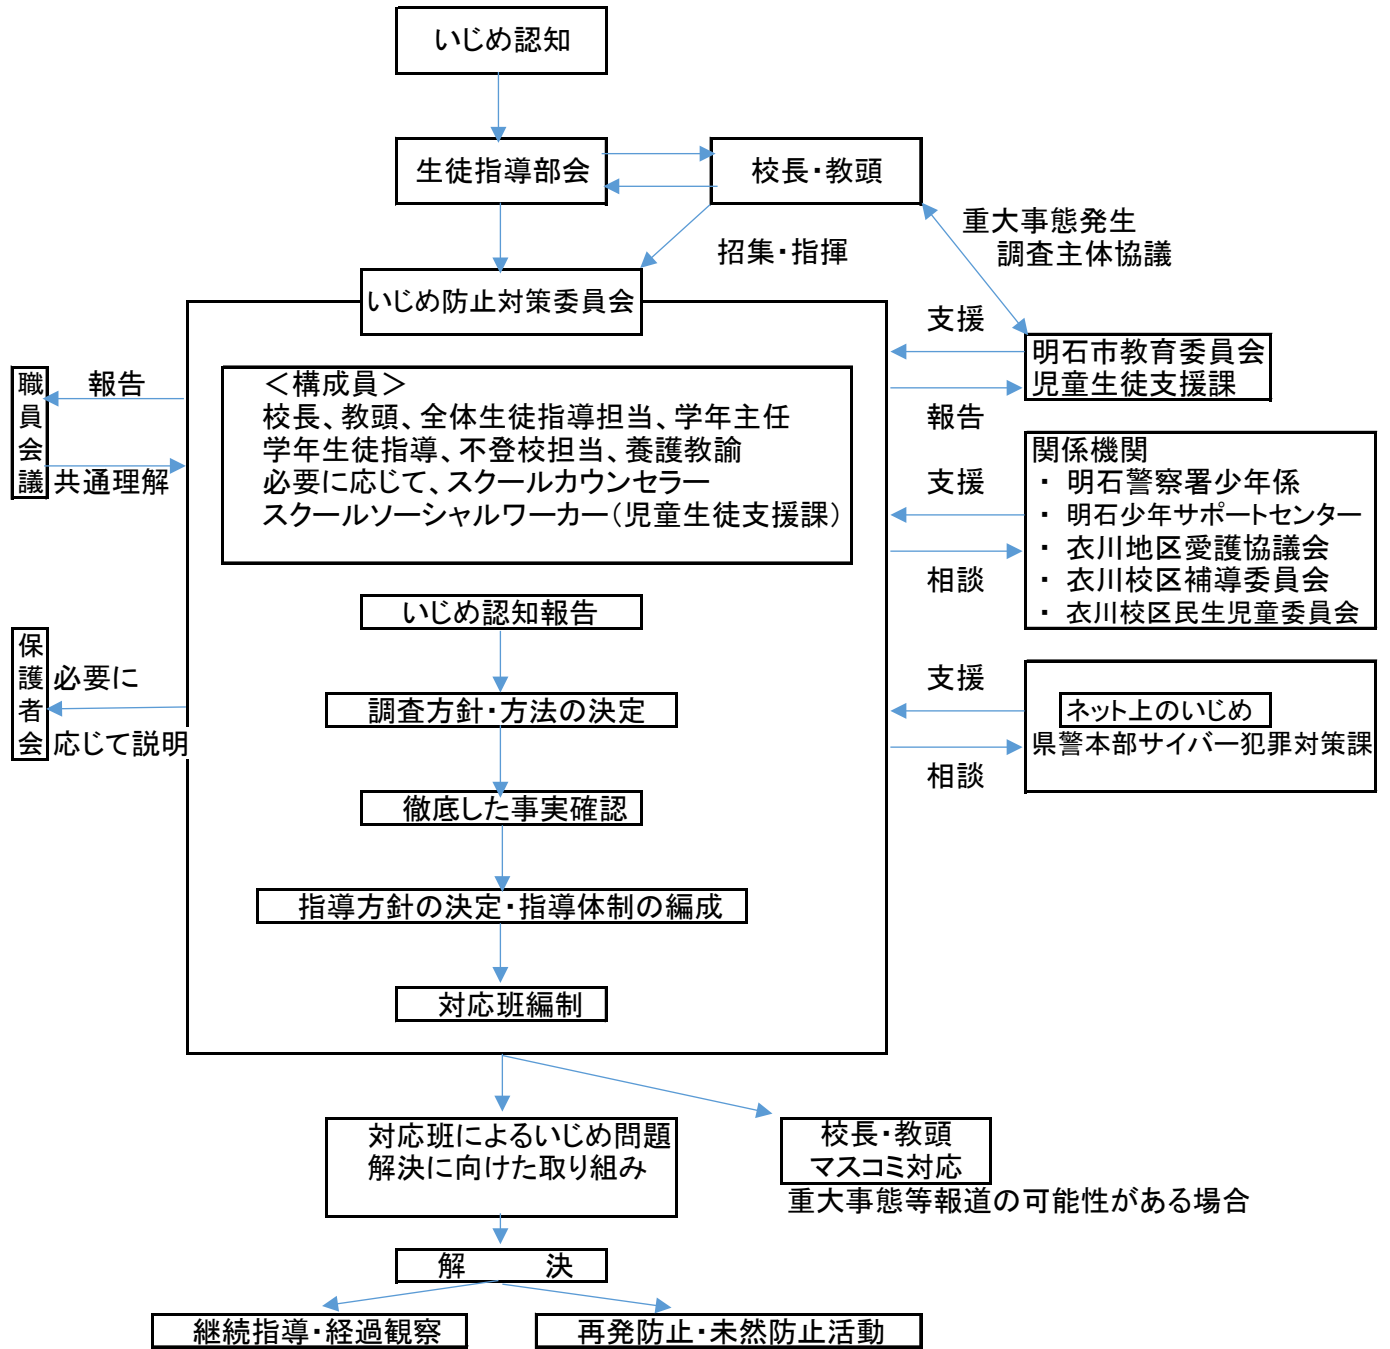 いじめ認知
生徒指導部会
校長・教頭
重大事態発生
調査主体協議
招集・指揮
いじめ防止対策委員会
支援
明石市教育委員会
児童生徒支援課
報告
職員会議
報告
共通理解
＜構成員＞
校長、教頭、全体生徒指導担当、学年主任
学年生徒指導、不登校担当、養護教諭
必要に応じて、スクールカウンセラー
スクールソーシャルワーカー（児童生徒支援課）
関係機関
・ 明石警察署少年係
・ 明石少年サポートセンター
・ 衣川地区愛護協議会
・ 衣川校区補導委員会
・ 衣川校区民生児童委員会
支援
相談
いじめ認知報告
保護者会
必要に
応じて説明
調査方針・方法の決定
支援
ネット上のいじめ
県警本部サイバー犯罪対策課
相談
徹底した事実確認
指導方針の決定・指導体制の編成
対応班編制
対応班によるいじめ問題
解決に向けた取り組み
校長・教頭
マスコミ対応
重大事態等報道の可能性がある場合
解　　決
継続指導・経過観察
再発防止・未然防止活動